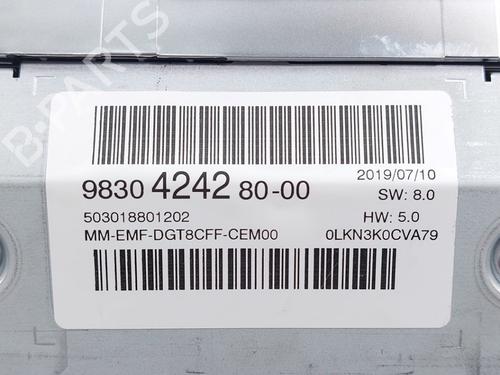 B-PARTS
9830 4242 80-00
2019/07/10
SW: 8.0
503018801202
HW: 5.0
MM-EMF-DGT8CFF-CEM00
0LKN3K0CVA79